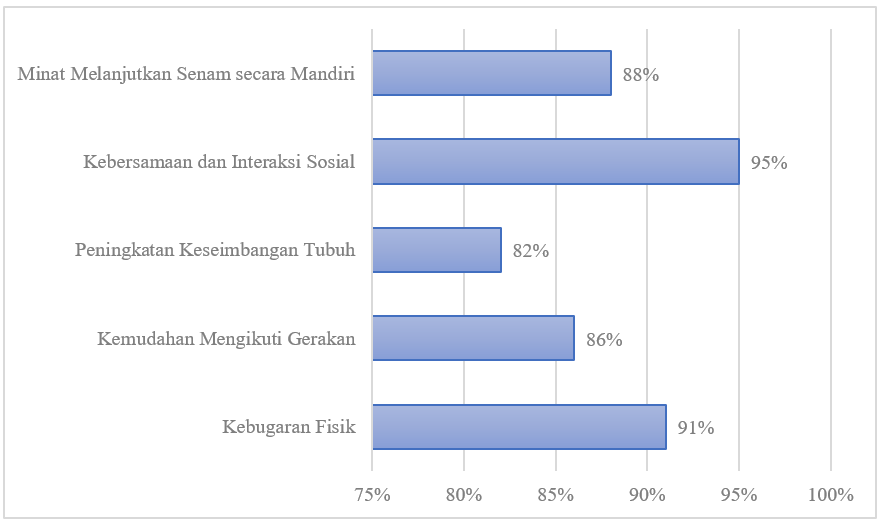 Minat Melanjutkan Senam secara Mandiri 88%
Kebersamaan dan Interaksi Sosial 95%
Peningkatan Keseimbangan Tubuh 82%
Kemudahan Mengikuti Gerakan 86%
Kebugaran Fisik 91%
75% 80% 85% 90% 95% 100%